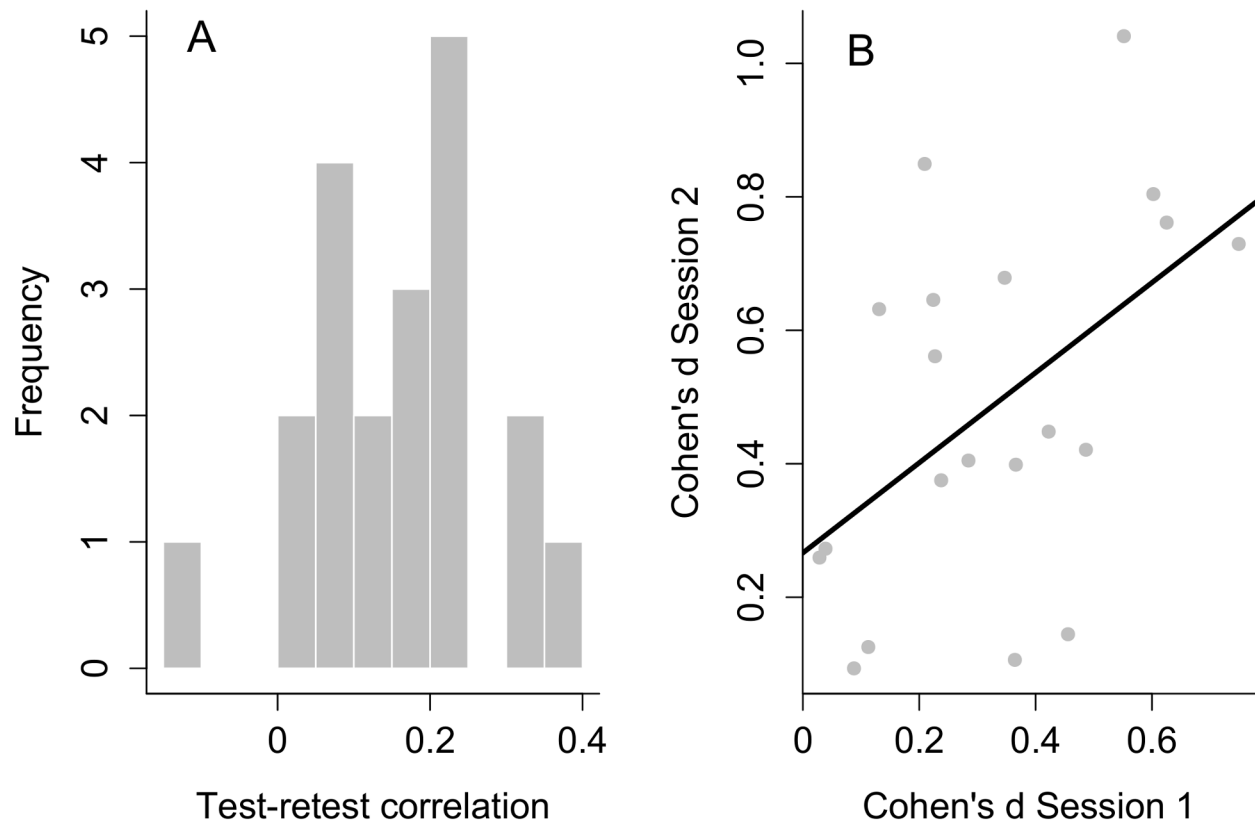 A
Frequency
5
4
3
2
1
0
0 0.2 0.4
Test-retest correlation
B
Cohen's d Session 2
1.0
0.8
0.6
0.4
0.2
0 0.2 0.4 0.6
Cohen's d Session 1